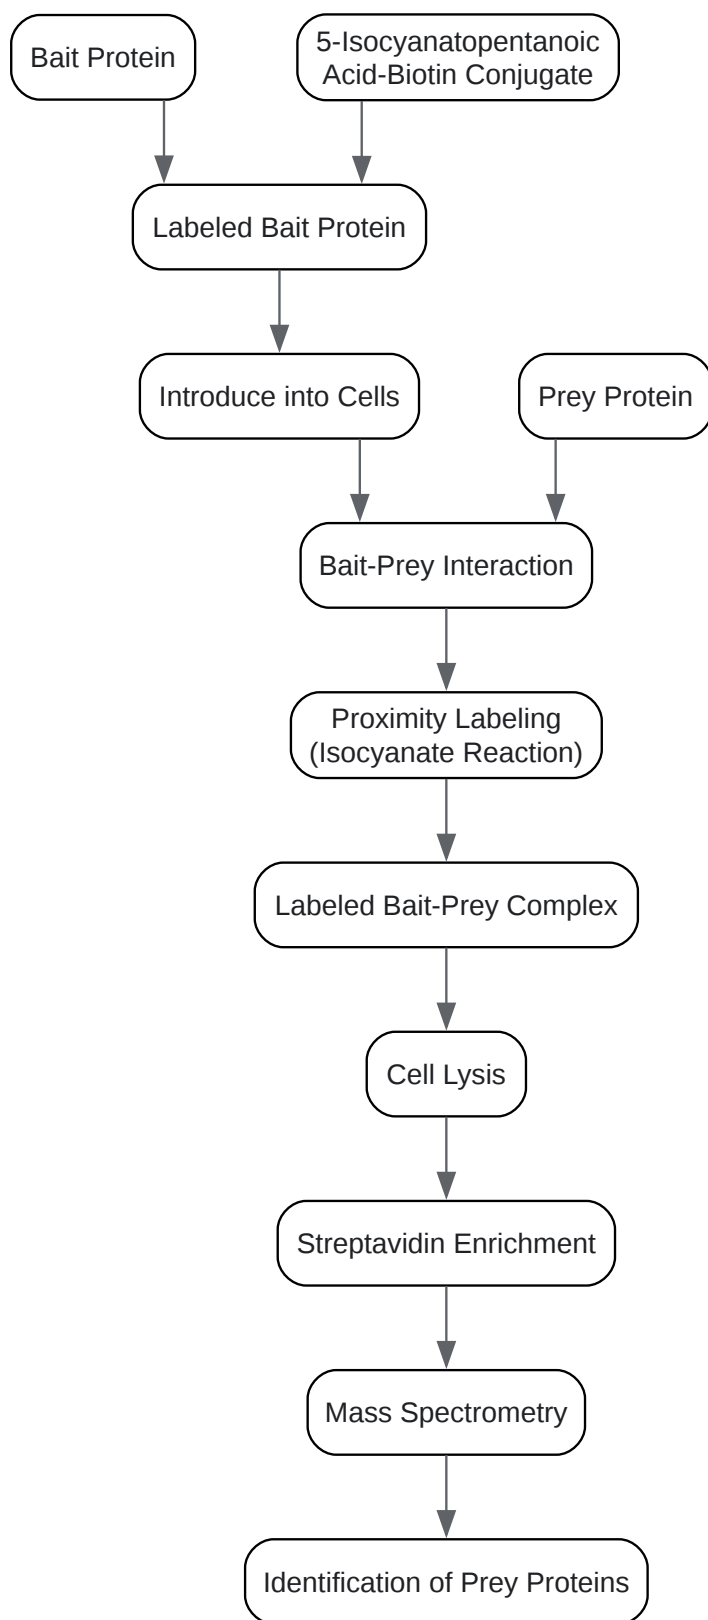 Bait Protein
5-Isocyanatopentanoic
Acid-Biotin Conjugate
Labeled Bait Protein
Introduce into Cells
Prey Protein
Bait-Prey Interaction
Proximity Labeling
(Isocyanate Reaction)
Labeled Bait-Prey Complex
Cell Lysis
Streptavidin Enrichment
Mass Spectrometry
Identification of Prey Proteins